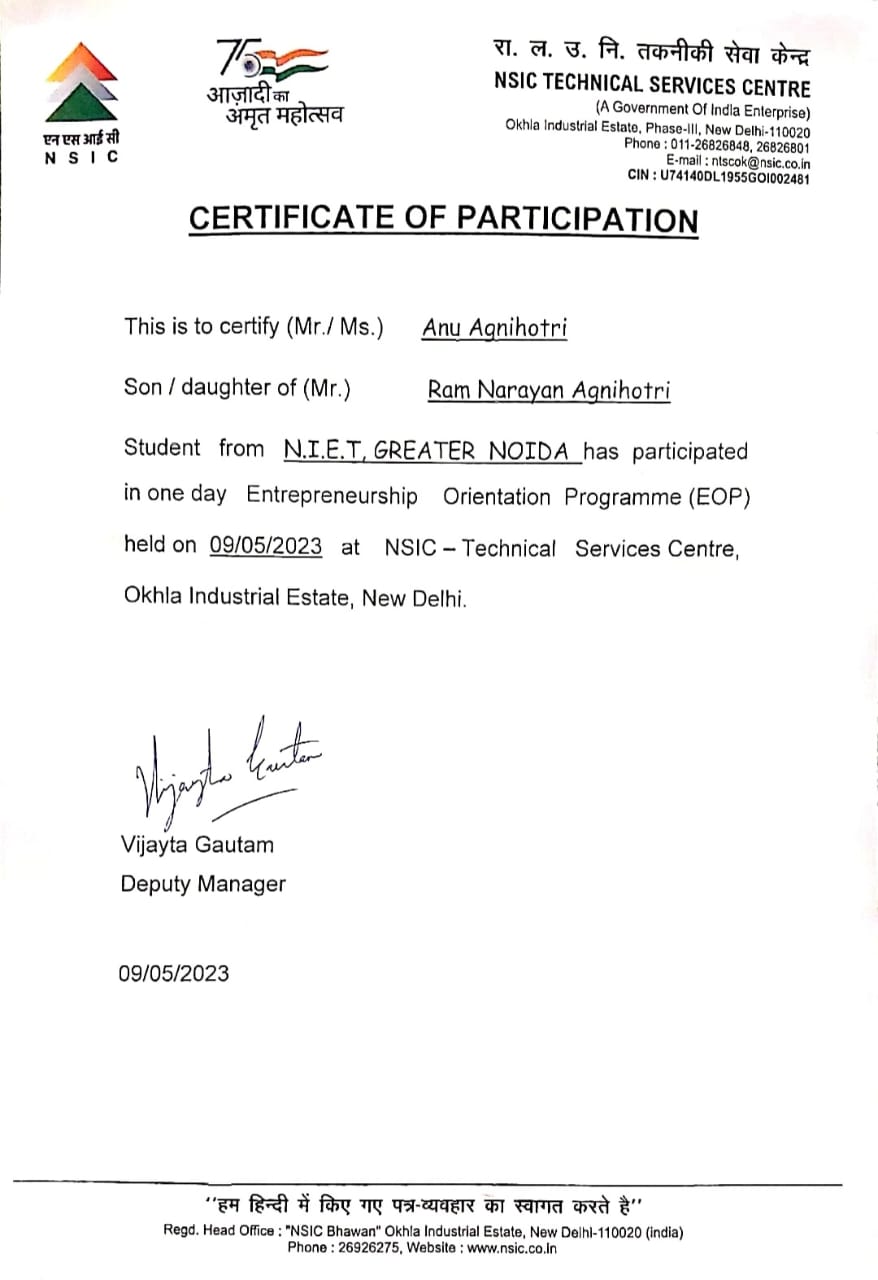 एन एस आई सी
N S I C
75
आज़ादी का
अमृत महोत्सव
रा. ल. उ. नि. तकनीकी सेवा केन्द्र
NSIC TECHNICAL SERVICES CENTRE
(A Government Of India Enterprise)
Okhla Industrial Estate, Phase-III, New Delhi-110020
Phone : 011-26826848, 26826801
E-mail : ntscok@nsic.co.in
CIN : U74140DL1955GOI002481
CERTIFICATE OF PARTICIPATION
This is to certify (Mr./ Ms.) Anu Agnihotri
Son / daughter of (Mr.) Ram Narayan Agnihotri
Student from N.I.E.T, GREATER NOIDA has participated
in one day Entrepreneurship Orientation Programme (EOP)
held on 09/05/2023 at NSIC – Technical Services Centre,
Okhla Industrial Estate, New Delhi.
Vijayta Gautam
Vijayta Gautam
Deputy Manager
09/05/2023
‘‘हम हिन्दी में किए गए पत्र-व्यवहार का स्वागत करते है’’
Regd. Head Office : "NSIC Bhawan" Okhla Industrial Estate, New Delhi-110020 (india)
Phone : 26926275, Website : www.nsic.co.in